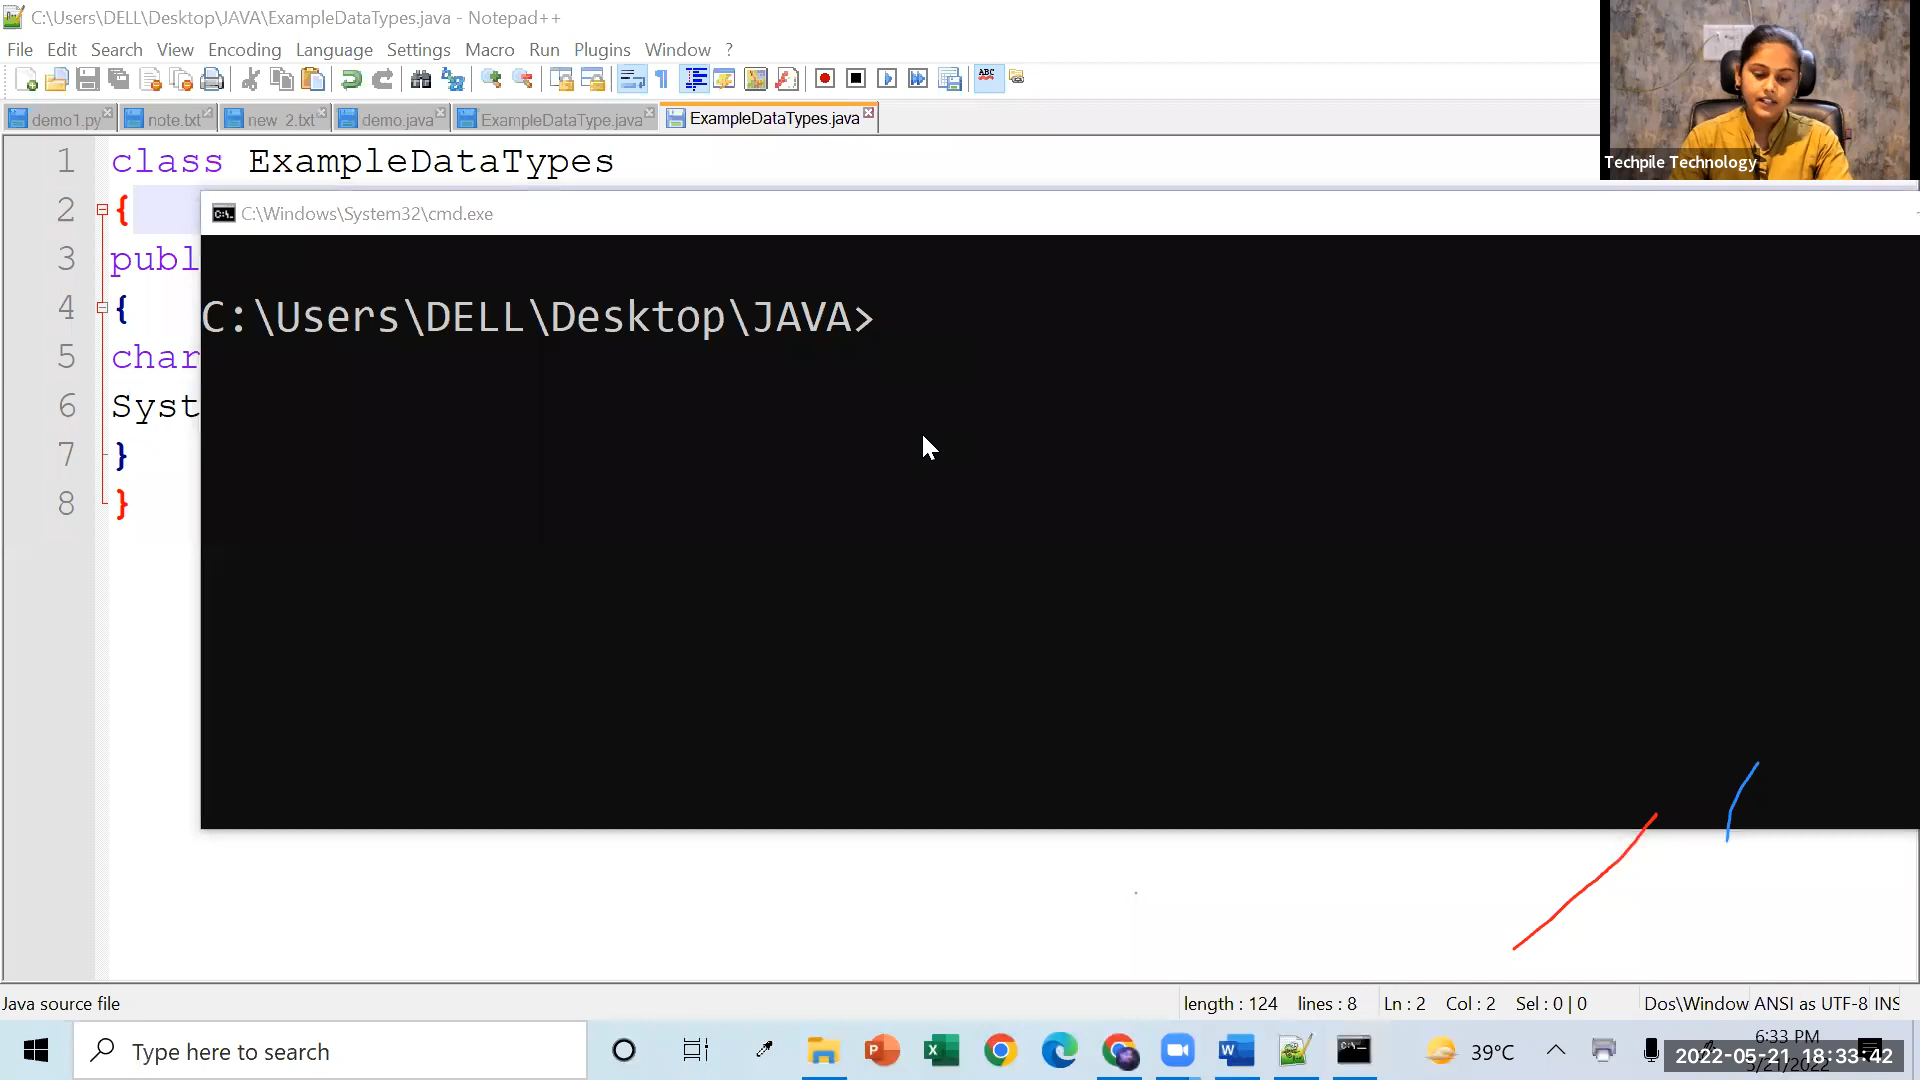 C:\Users\DELL\Desktop\JAVA\ExampleDataTypes.java - Notepad++
File Edit Search View Encoding Language Settings Macro Run Plugins Window ?
demo1.py note.txt new 2.txt demo.java ExampleDataType.java ExampleDataTypes.java
Techpile Technology
1 class ExampleDataTypes
2 {
C:\Windows\System32\cmd.exe
3 publ
4 {
C:\Users\DELL\Desktop\JAVA>
5 char
6 Syst
7 }
8 }
Java source file length : 124 lines : 8 Ln : 2 Col : 2 Sel : 0 | 0 Dos\Window ANSI as UTF-8 INS
Type here to search
39°C
6:33 PM
2022-05-21 18:33:42